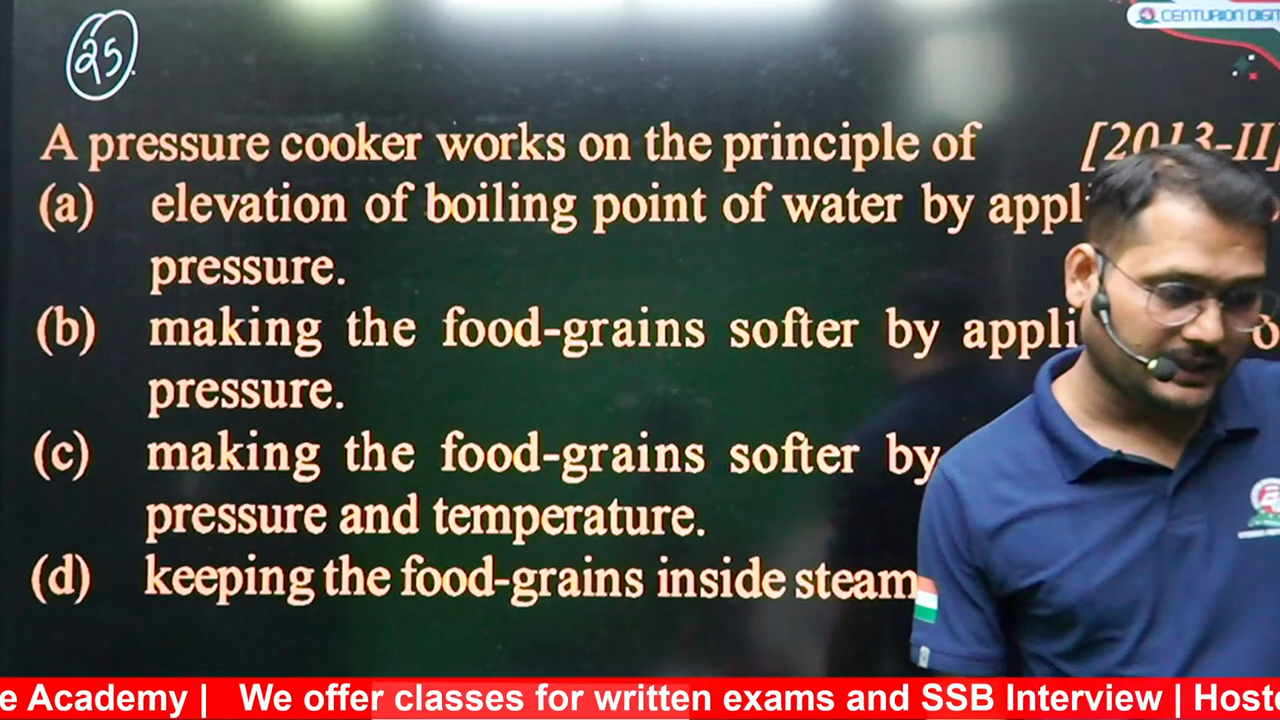 CENTURION DIGIT
25
A pressure cooker works on the principle of [2013-II]
(a) elevation of boiling point of water by appl
pressure.
(b) making the food-grains softer by appli o
pressure.
(c) making the food-grains softer by
pressure and temperature.
(d) keeping the food-grains inside steam
e Academy | We offer classes for written exams and SSB Interview | Hoste